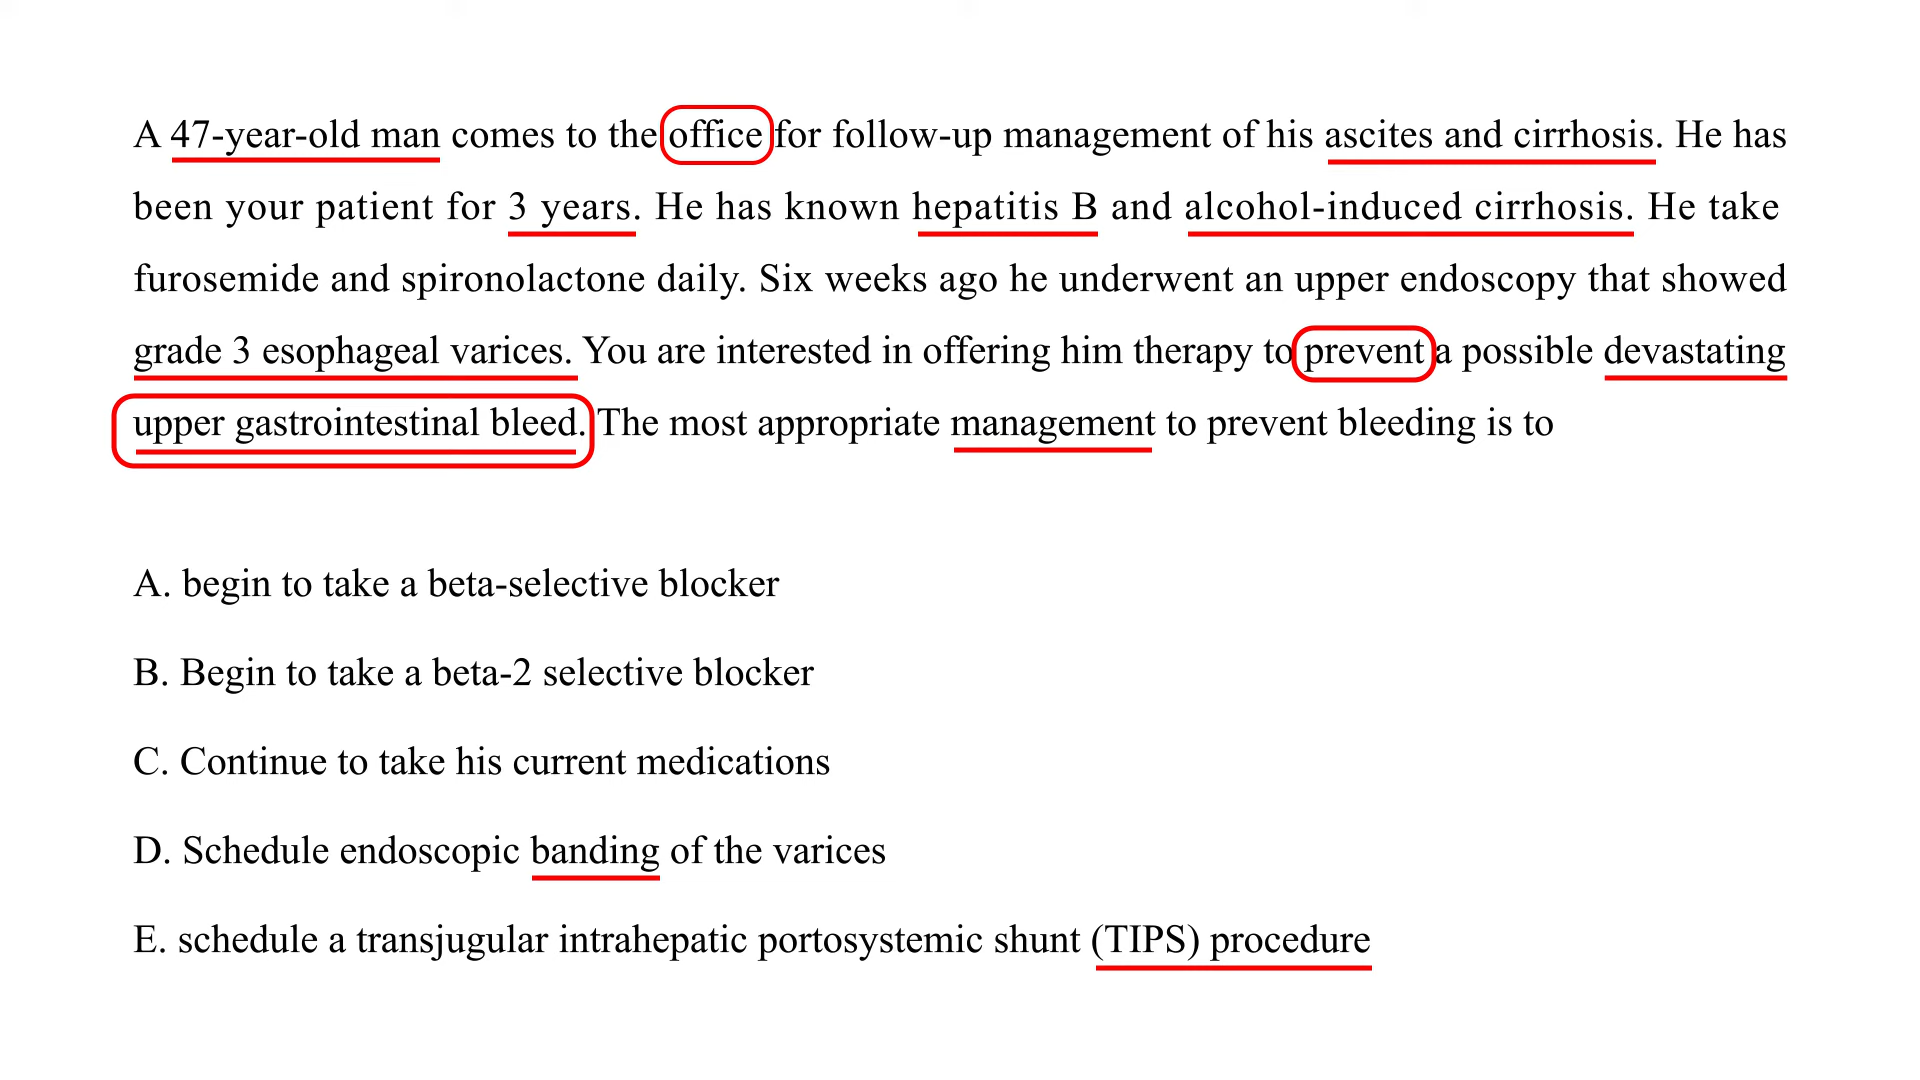 A 47-year-old man comes to the office for follow-up management of his ascites and cirrhosis. He has
been your patient for 3 years. He has known hepatitis B and alcohol-induced cirrhosis. He take
furosemide and spironolactone daily. Six weeks ago he underwent an upper endoscopy that showed
grade 3 esophageal varices. You are interested in offering him therapy to prevent a possible devastating
upper gastrointestinal bleed. The most appropriate management to prevent bleeding is to
A. begin to take a beta-selective blocker
B. Begin to take a beta-2 selective blocker
C. Continue to take his current medications
D. Schedule endoscopic banding of the varices
E. schedule a transjugular intrahepatic portosystemic shunt (TIPS) procedure